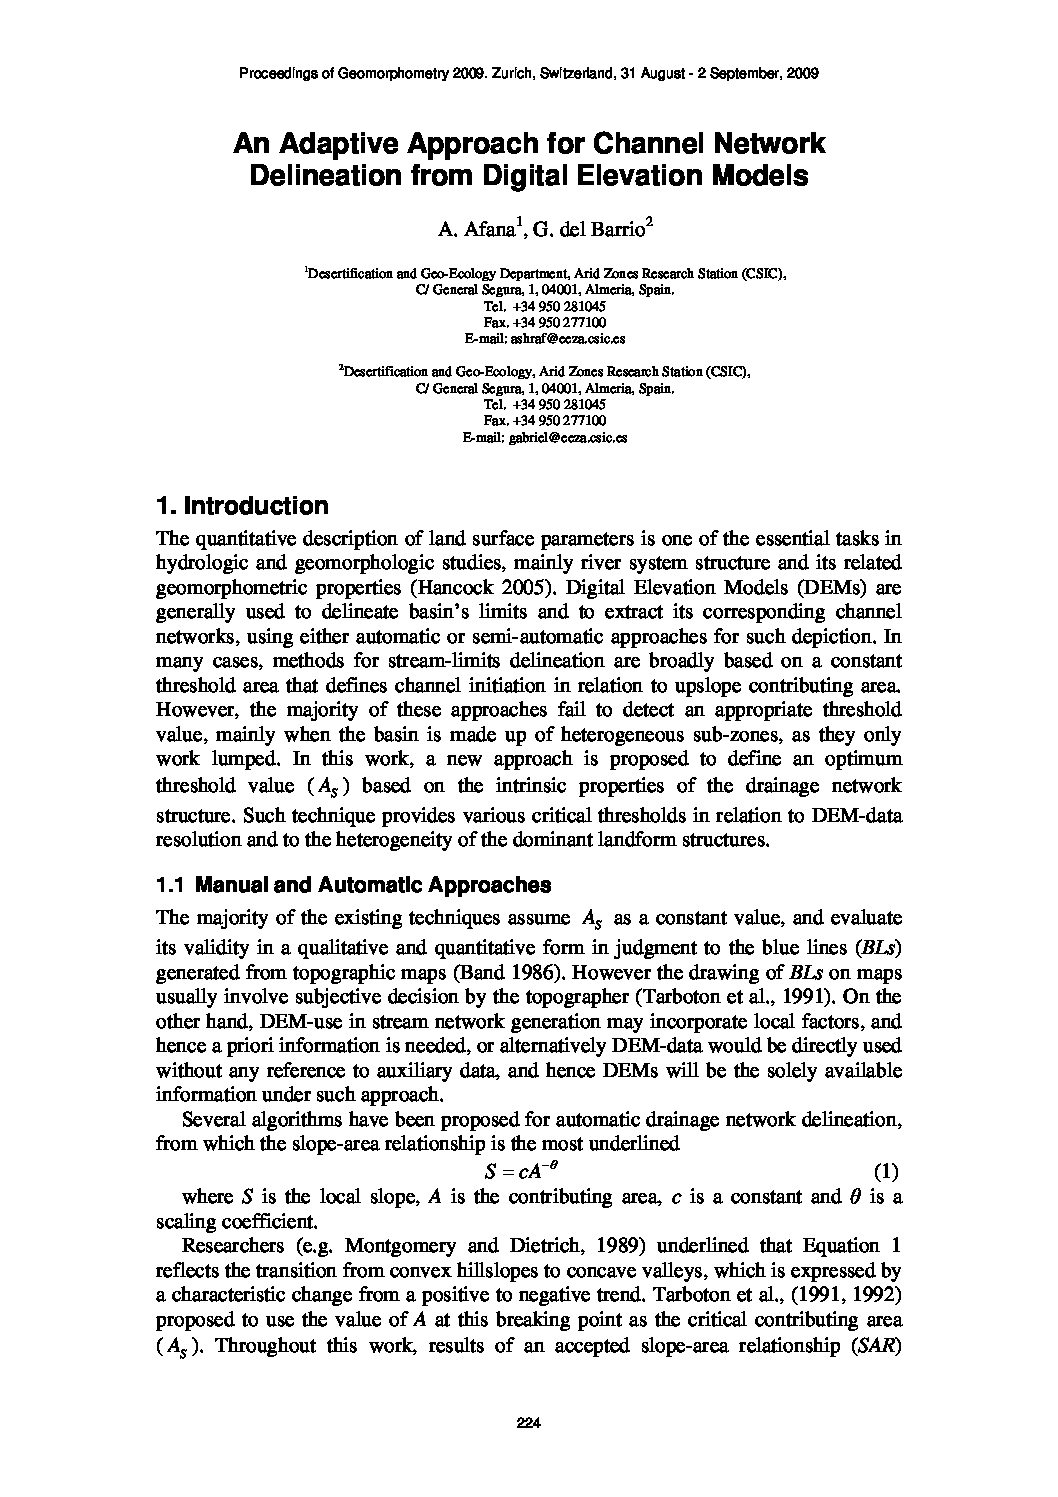 Proceedings of Geomorphometry 2009. Zurich, Switzerland, 31 August - 2 September, 2009
An Adaptive Approach for Channel Network
Delineation from Digital Elevation Models
A. Afana¹, G. del Barrio²
¹Desertification and Geo-Ecology Department, Arid Zones Research Station (CSIC),
C/ General Segura, 1, 04001, Almeria, Spain.
Tel. +34 950 281045
Fax. +34 950 277100
E-mail: ashraf@eeza.csic.es
²Desertification and Geo-Ecology, Arid Zones Research Station (CSIC),
C/ General Segura, 1, 04001, Almeria, Spain.
Tel. +34 950 281045
Fax. +34 950 277100
E-mail: gabriel@eeza.csic.es
1. Introduction
The quantitative description of land surface parameters is one of the essential tasks in
hydrologic and geomorphologic studies, mainly river system structure and its related
geomorphometric properties (Hancock 2005). Digital Elevation Models (DEMs) are
generally used to delineate basin's limits and to extract its corresponding channel
networks, using either automatic or semi-automatic approaches for such depiction. In
many cases, methods for stream-limits delineation are broadly based on a constant
threshold area that defines channel initiation in relation to upslope contributing area.
However, the majority of these approaches fail to detect an appropriate threshold
value, mainly when the basin is made up of heterogeneous sub-zones, as they only
work lumped. In this work, a new approach is proposed to define an optimum
threshold value ( A_S ) based on the intrinsic properties of the drainage network
structure. Such technique provides various critical thresholds in relation to DEM-data
resolution and to the heterogeneity of the dominant landform structures.
1.1 Manual and Automatic Approaches
The majority of the existing techniques assume A_S as a constant value, and evaluate
its validity in a qualitative and quantitative form in judgment to the blue lines (BLs)
generated from topographic maps (Band 1986). However the drawing of BLs on maps
usually involve subjective decision by the topographer (Tarboton et al., 1991). On the
other hand, DEM-use in stream network generation may incorporate local factors, and
hence a priori information is needed, or alternatively DEM-data would be directly used
without any reference to auxiliary data, and hence DEMs will be the solely available
information under such approach.
Several algorithms have been proposed for automatic drainage network delineation,
from which the slope-area relationship is the most underlined
S = cA^−θ (1)
where S is the local slope, A is the contributing area, c is a constant and θ is a
scaling coefficient.
Researchers (e.g. Montgomery and Dietrich, 1989) underlined that Equation 1
reflects the transition from convex hillslopes to concave valleys, which is expressed by
a characteristic change from a positive to negative trend. Tarboton et al., (1991, 1992)
proposed to use the value of A at this breaking point as the critical contributing area
( A_S ). Throughout this work, results of an accepted slope-area relationship (SAR)
224